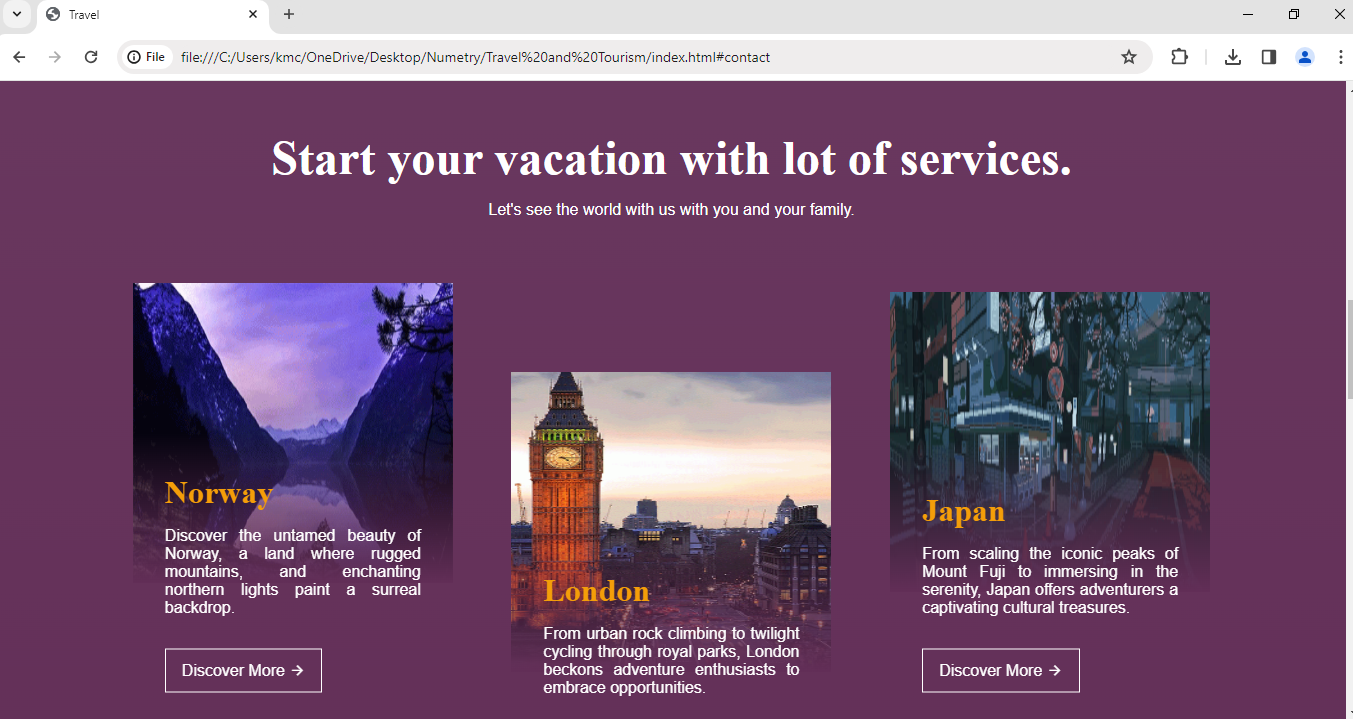 Travel
File
file:///C:/Users/kmc/OneDrive/Desktop/Numetry/Travel%20and%20Tourism/index.html#contact
Start your vacation with lot of services.
Let's see the world with us with you and your family.
Norway
Discover the untamed beauty of
Norway, a land where rugged
mountains, and enchanting
northern lights paint a surreal
backdrop.
Discover More →
London
From urban rock climbing to twilight
cycling through royal parks, London
beckons adventure enthusiasts to
embrace opportunities.
Japan
From scaling the iconic peaks of
Mount Fuji to immersing in the
serenity, Japan offers adventurers a
captivating cultural treasures.
Discover More →